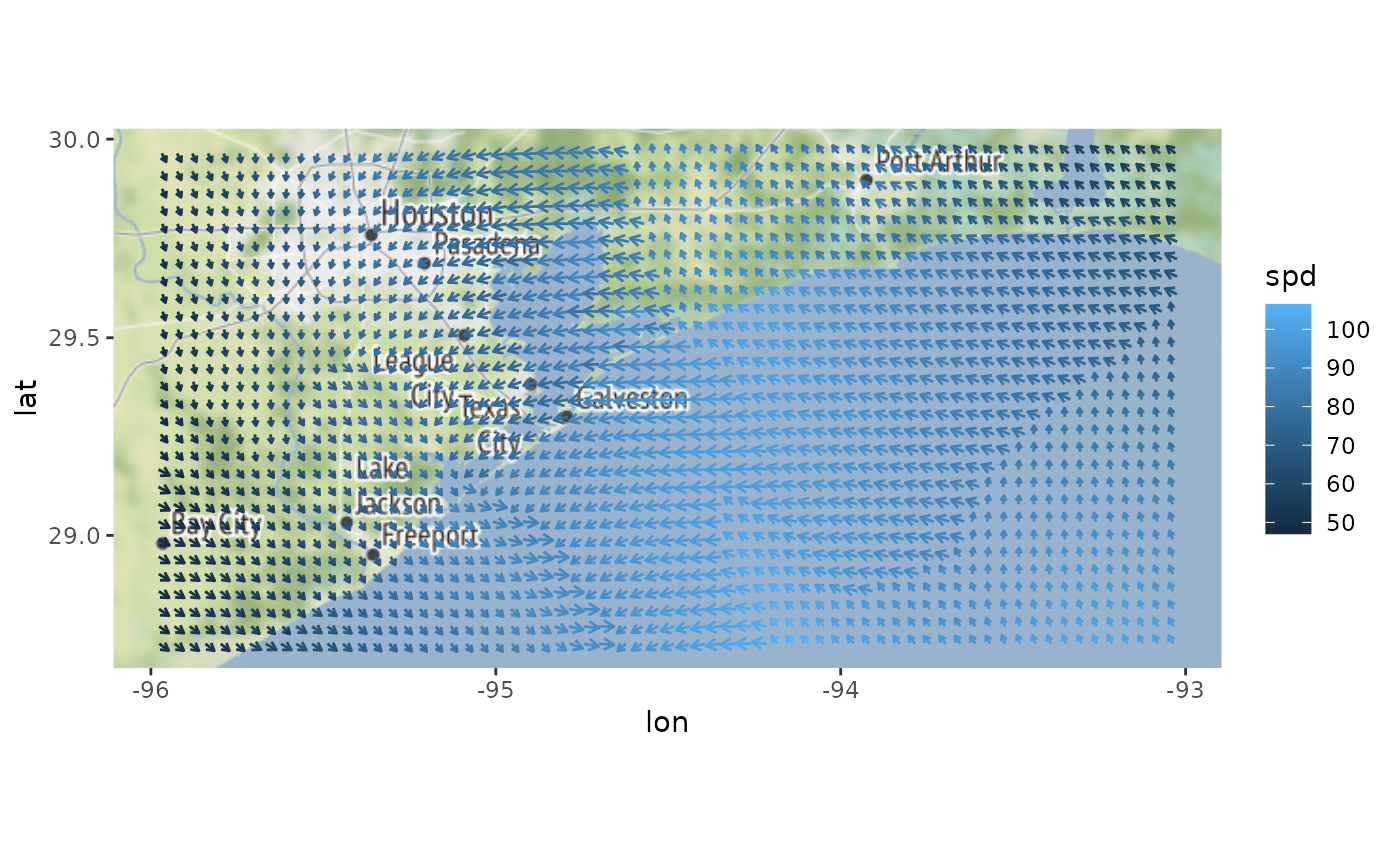 30.0
Port Arthur
Houston
Pasadena
29.5
League
City
Texas
City
Galveston
Lake
Jackson
Bay City
Freeport
29.0
lat
-96
-95
-94
-93
lon
spd
100
90
80
70
60
50